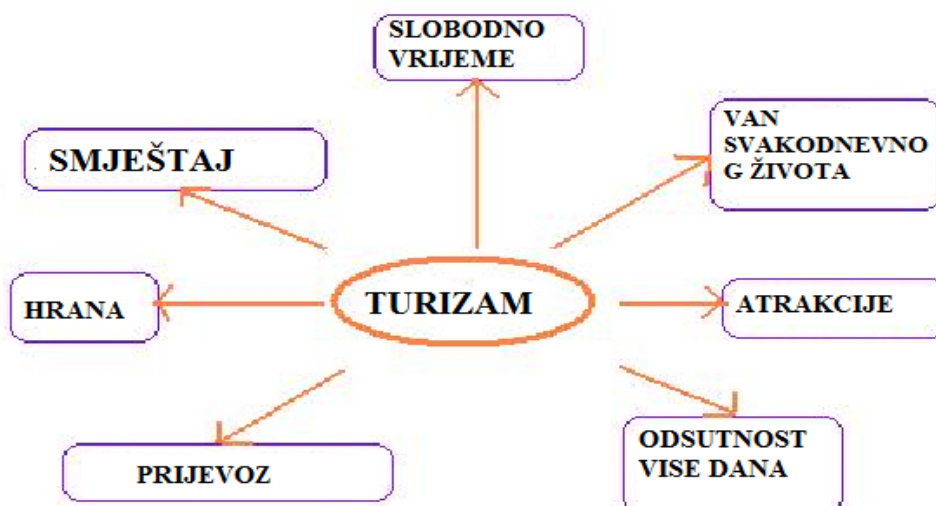 SLOBODNO
VRIJEME
VAN
SVAKODNEVNO
G ŽIVOTA
SMJEŠTAJ
HRANA
TURIZAM
ATRAKCIJE
PRIJEVOZ
ODSUTNOST
VISE DANA